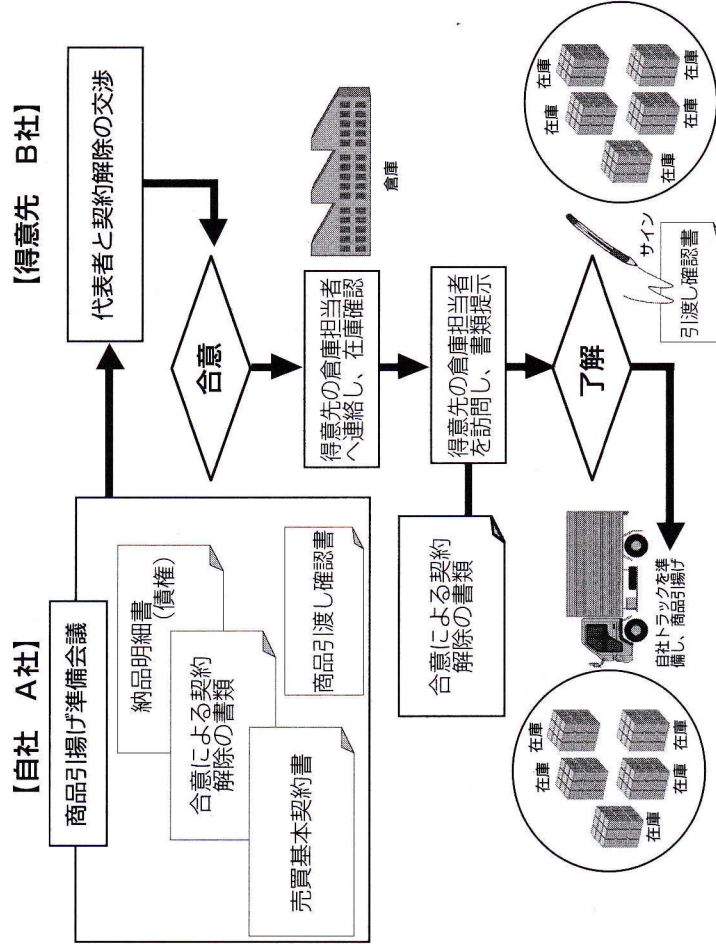 【自社　A社】
【得意先　B社】
商品引揚げ準備会議
納品明細書
(債権)
合意による契約
解除の書類
売買基本契約書
商品引渡し確認書
代表者と契約解除の交渉
合意
得意先の倉庫担当者
へ連絡し、在庫確認
倉庫
合意による契約
解除の書類
得意先の倉庫担当者
を訪問し、書類提示
了解
サイン
引渡し確認書
自社トラックを準
備し、商品引揚げ
在庫
在庫
在庫
在庫
在庫
在庫
在庫
在庫
在庫
在庫